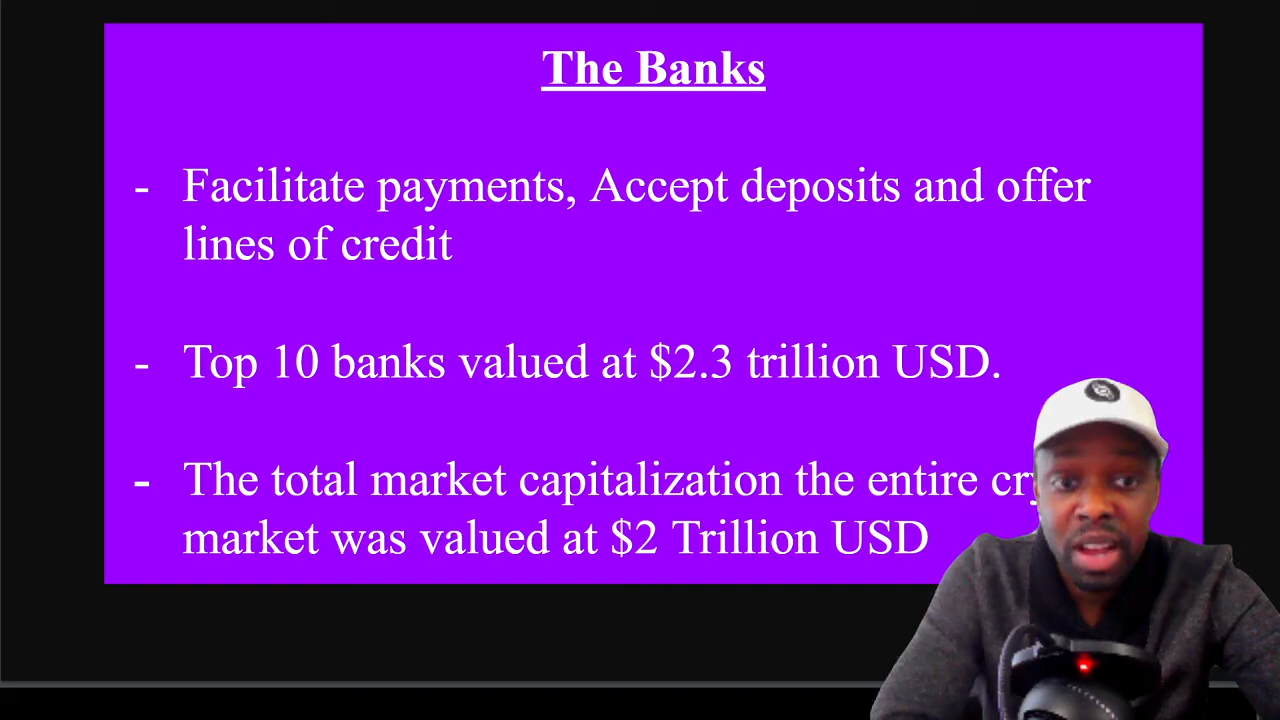 The Banks
- Facilitate payments, Accept deposits and offer
lines of credit
- Top 10 banks valued at $2.3 trillion USD.
- The total market capitalization the entire
market was valued at $2 Trillion USD